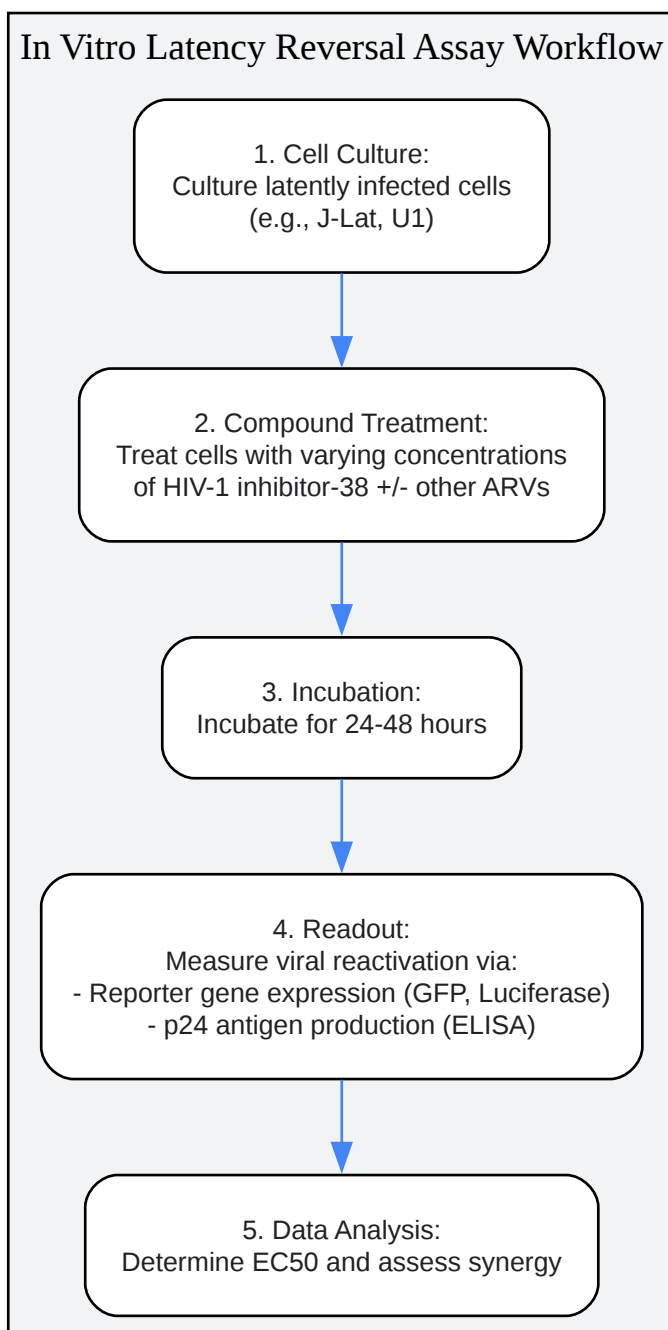 In Vitro Latency Reversal Assay Workflow
1. Cell Culture:
Culture latently infected cells
(e.g., J-Lat, U1)
2. Compound Treatment:
Treat cells with varying concentrations
of HIV-1 inhibitor-38 +/- other ARVs
3. Incubation:
Incubate for 24-48 hours
4. Readout:
Measure viral reactivation via:
- Reporter gene expression (GFP, Luciferase)
- p24 antigen production (ELISA)
5. Data Analysis:
Determine EC50 and assess synergy